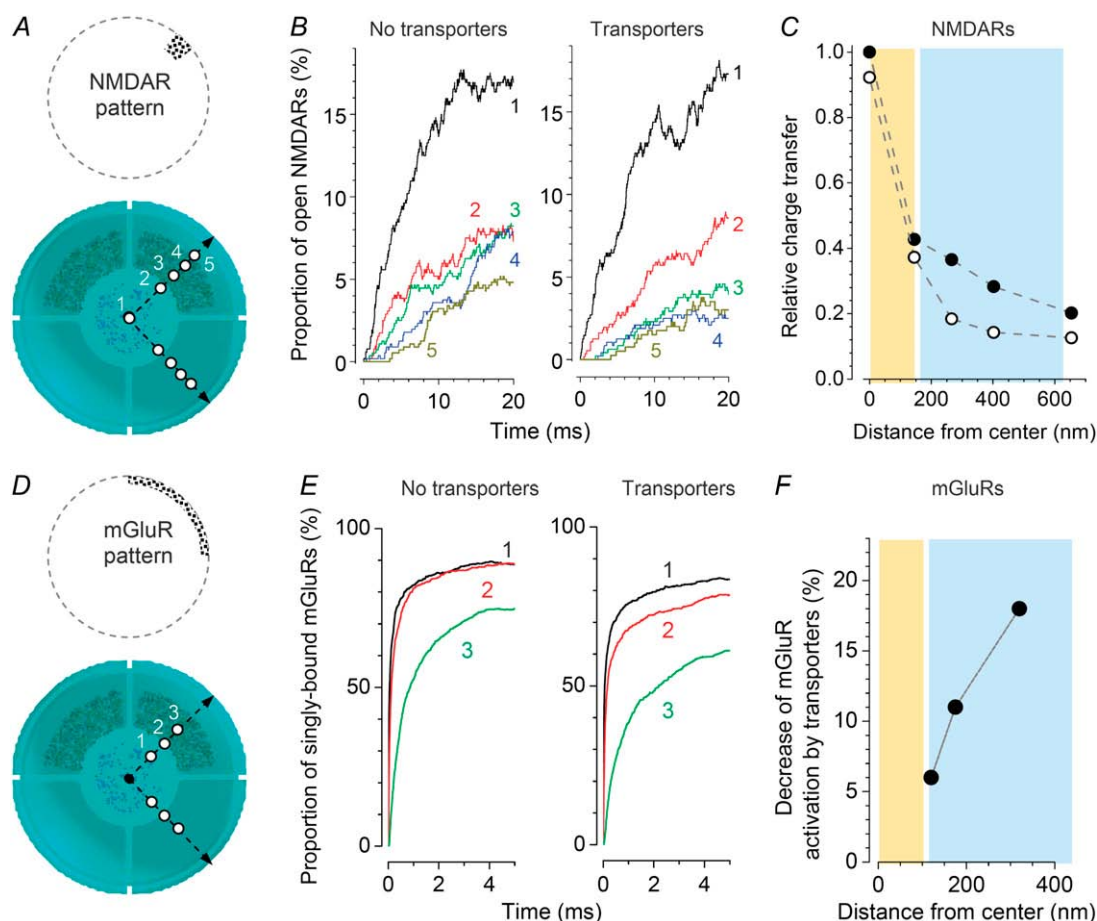 A
NMDAR
pattern
1
2
3
4
5
B
No transporters
Transporters
Proportion of open NMDARs (%)
15
10
5
0
1
2
3
4
5
0
10
20
15
10
5
0
1
2
3
4
5
0
10
20
Time (ms)
C
NMDARs
Relative charge transfer
1.0
0.8
0.6
0.4
0.2
0.0
0
200
400
600
Distance from center (nm)
D
mGluR
pattern
1
2
3
E
No transporters
Transporters
Proportion of singly-bound mGluRs (%)
100
50
0
1
2
3
0
2
4
100
50
0
1
2
3
0
2
4
Time (ms)
F
mGluRs
Decrease of mGluR
activation by transporters (%)
20
15
10
5
0
0
200
400
Distance from center (nm)